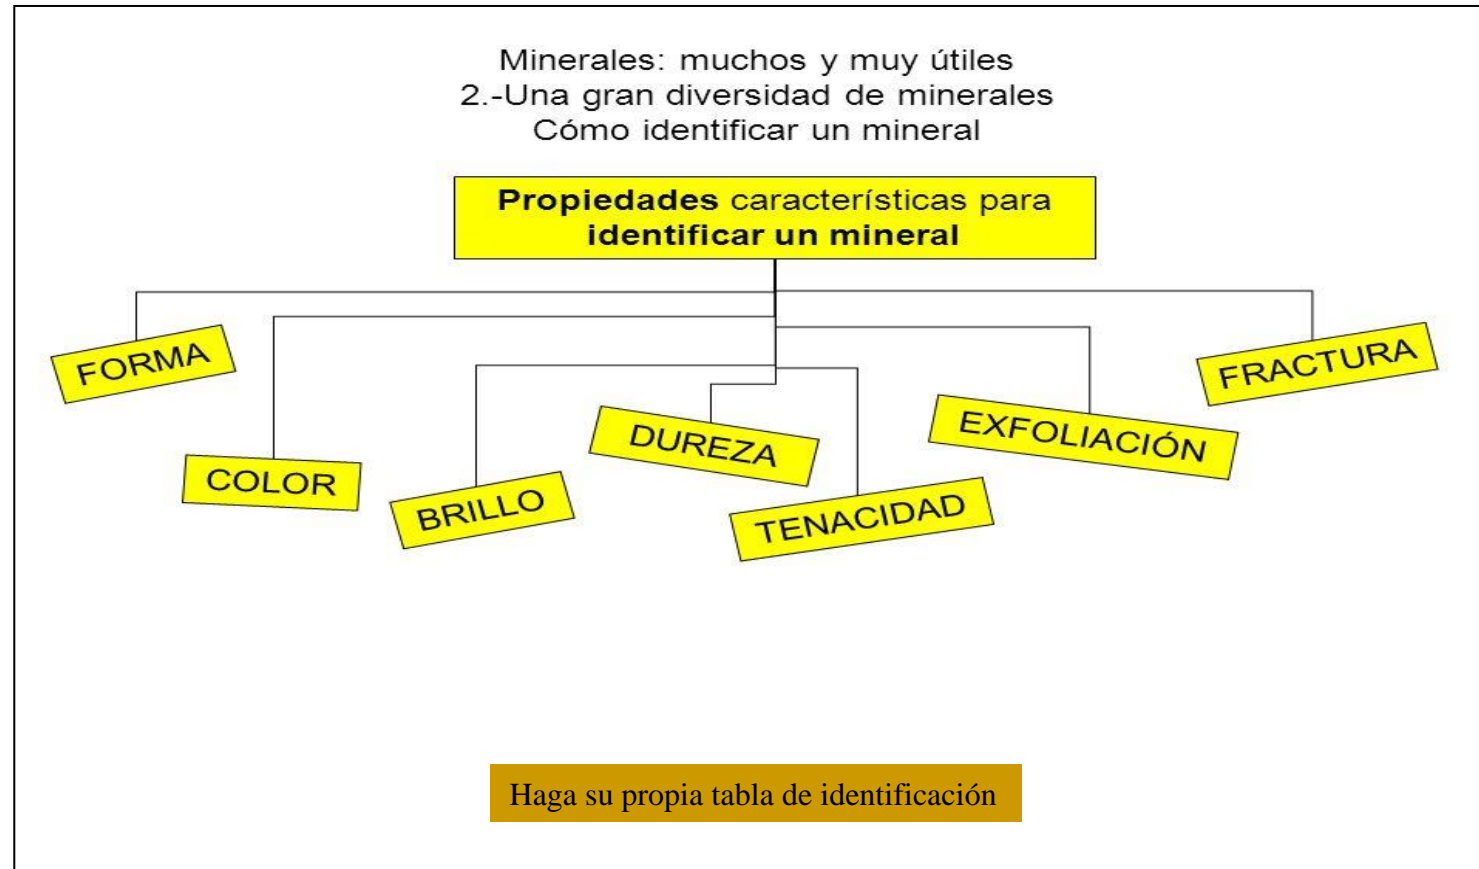 Minerales: muchos y muy útiles
2.-Una gran diversidad de minerales
Cómo identificar un mineral
Propiedades características para
identificar un mineral
FORMA
COLOR
BRILLO
DUREZA
TENACIDAD
EXFOLIACIÓN
FRACTURA
Haga su propia tabla de identificación